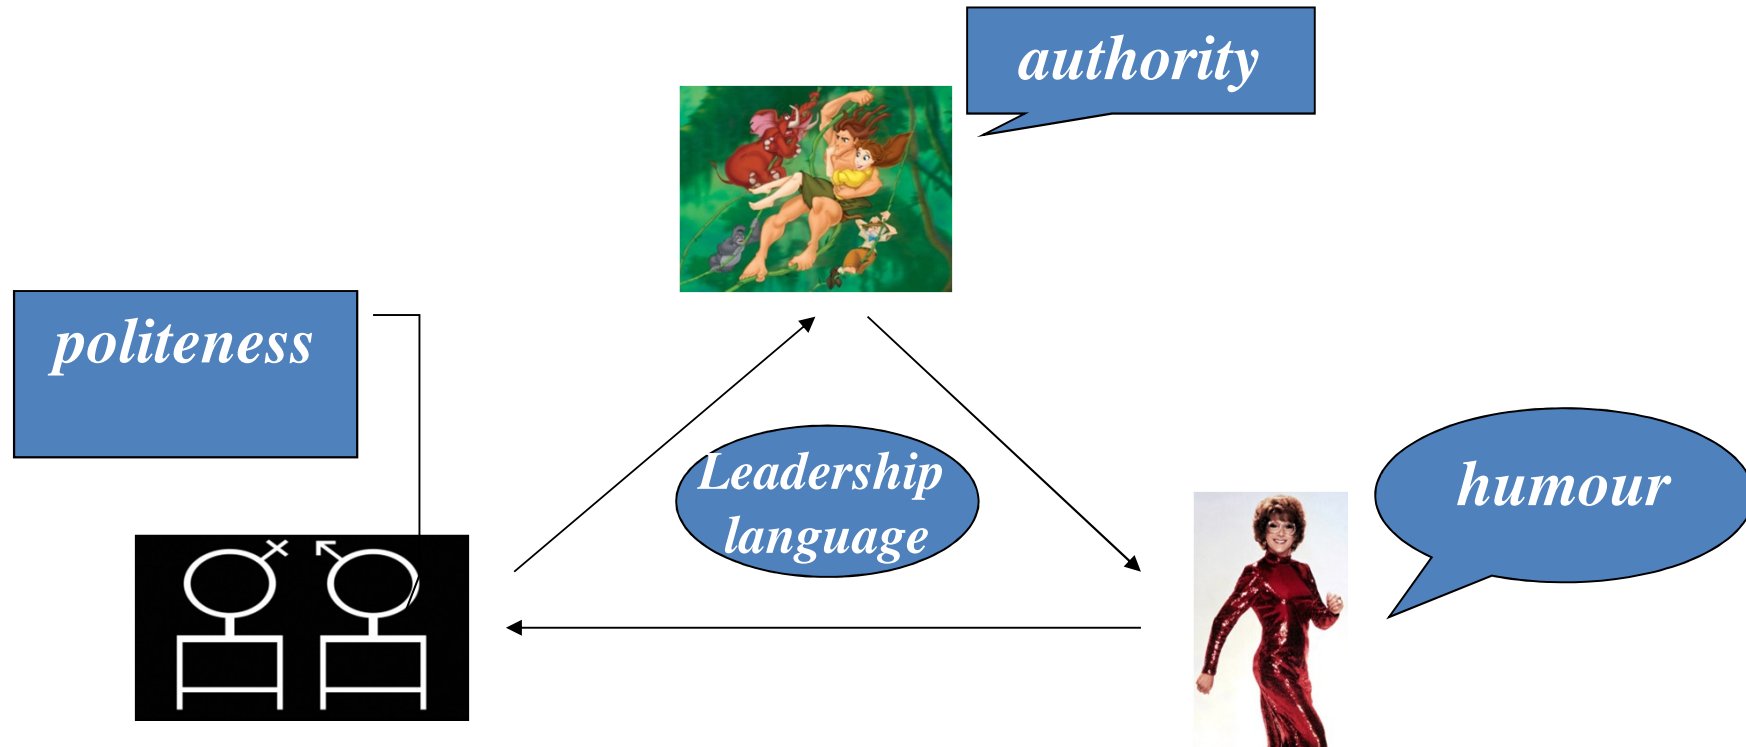 authority
politeness
Leadership
language
humour